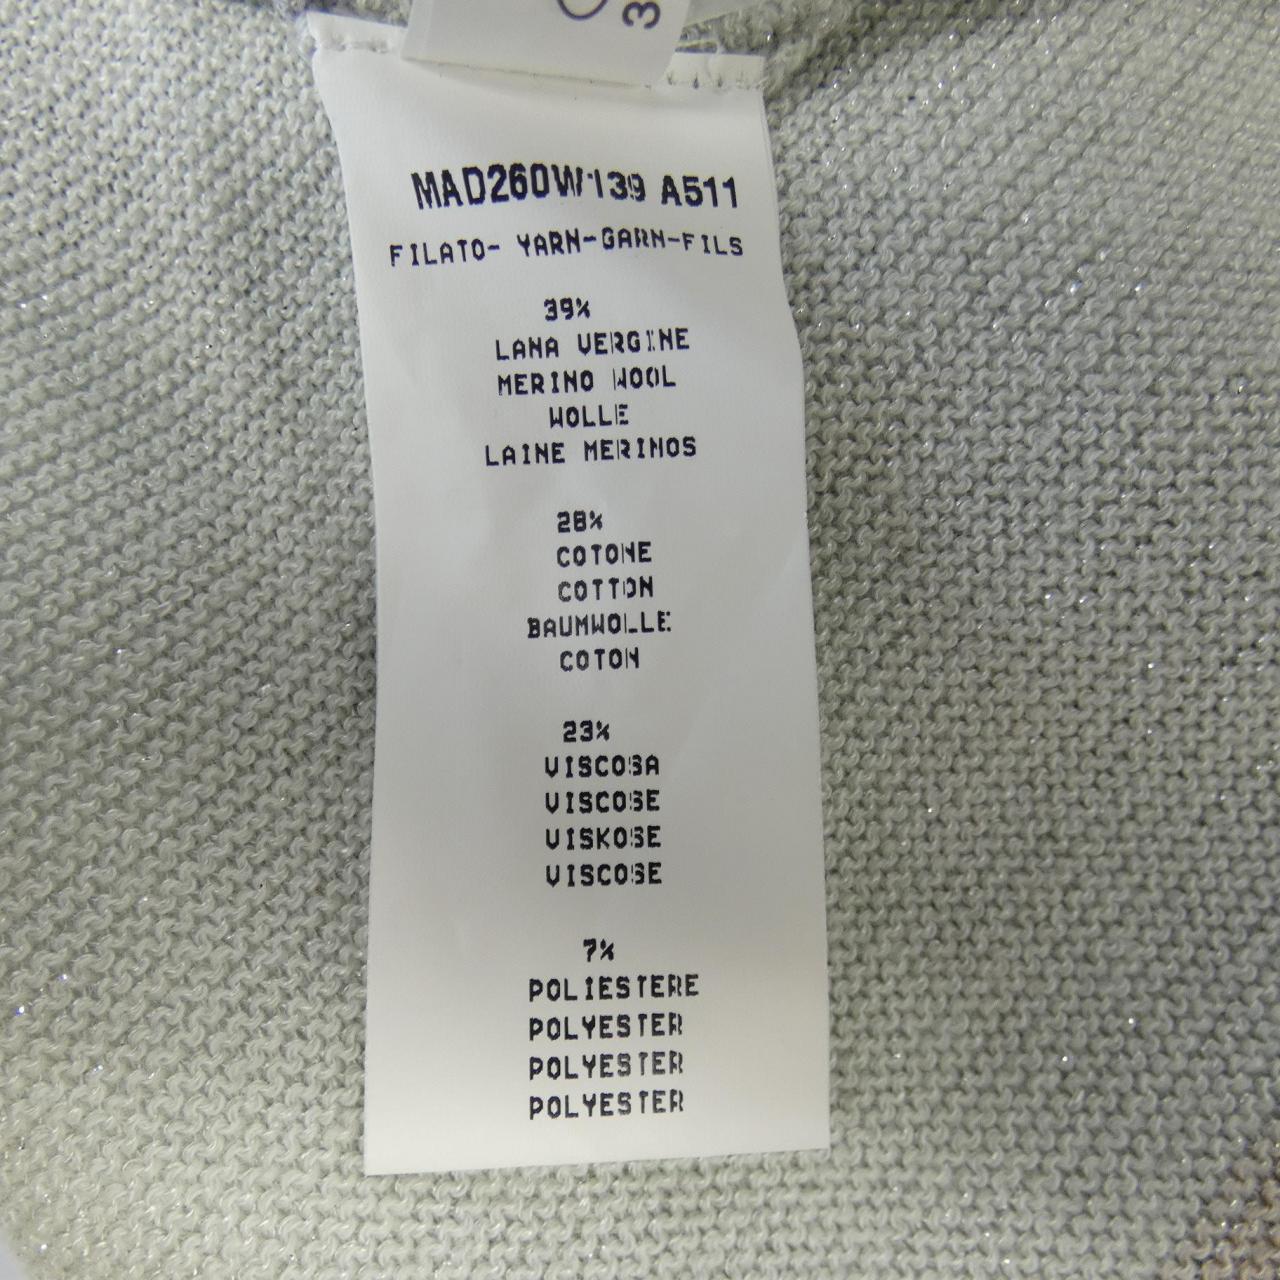 3
MAD260W139 A511
FILATO- YARN-GARN-FILS
39%
LANA VERGINE
MERINO WOOL
WOLLE
LAINE MERINOS
28%
COTONE
COTTON
BAUMWOLLE
COTON
23%
VISCOSA
VISCOSE
VISKOSE
VISCOSE
7%
POLIESTERE
POLYESTER
POLYESTER
POLYESTER